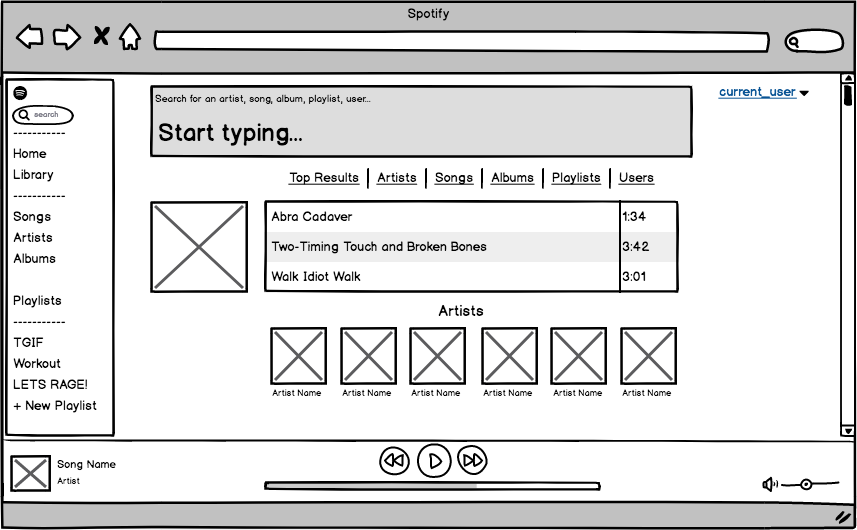 Spotify
search
-----------
Home
Library
-----------
Songs
Artists
Albums
Playlists
-----------
TGIF
Workout
LETS RAGE!
+ New Playlist
Search for an artist, song, album, playlist, user...
Start typing...
current_user
Top Results | Artists | Songs | Albums | Playlists | Users
Abra Cadaver 1:34
Two-Timing Touch and Broken Bones 3:42
Walk Idiot Walk 3:01
Artists
Artist Name Artist Name Artist Name Artist Name Artist Name Artist Name
Song Name
Artist